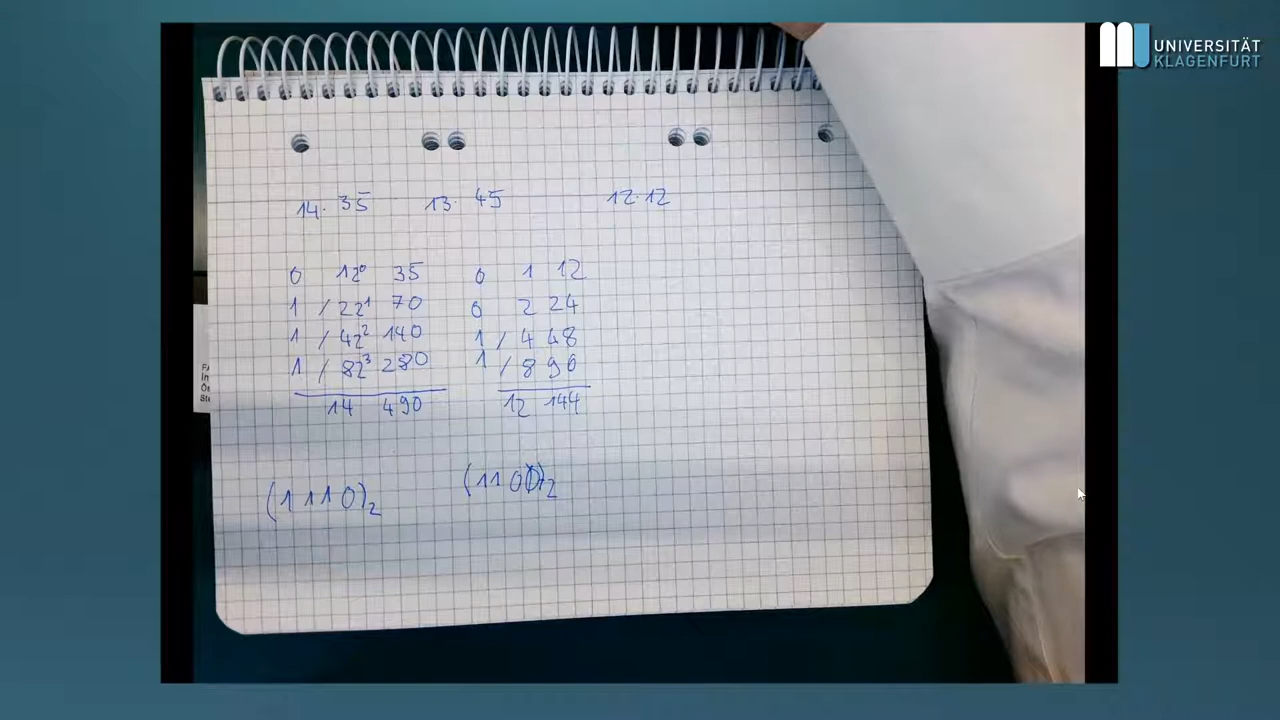 UNIVERSITÄT
KLAGENFURT
14· 35 13· 45 12·12
0 1 2⁰ 35 0 1 12
1 / 2 2¹ 70 0 2 24
1 / 4 2² 140 1 / 4 48
1 / 8 2³ 280 1 / 8 96
14 490 12 144
(1110)₂ (1100)₂